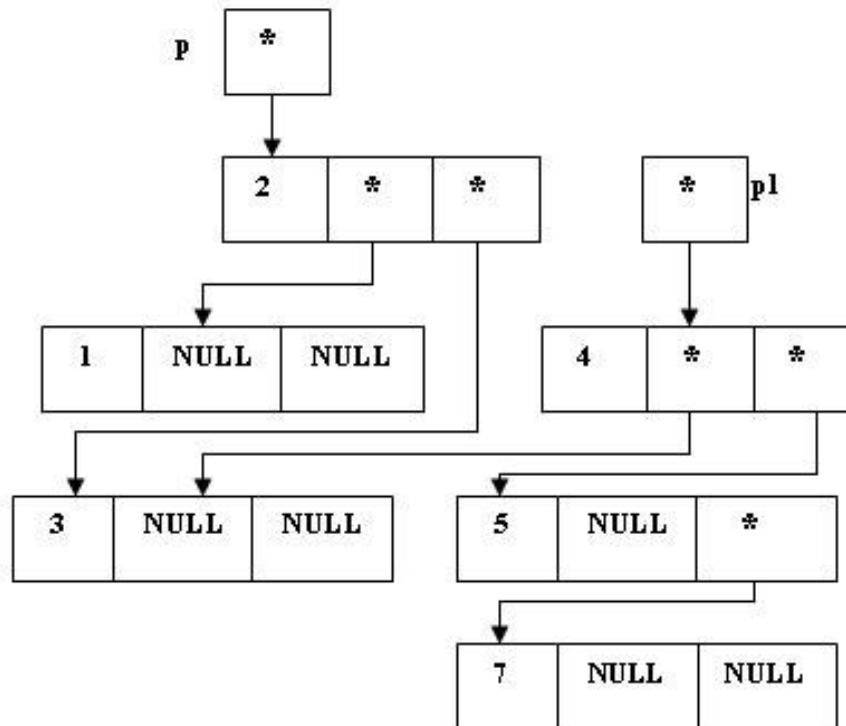 p *
2 * *
* p1
1 NULL NULL
4 * *
3 NULL NULL
5 NULL *
7 NULL NULL